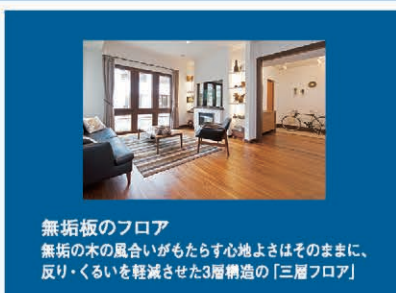 無垢板のフロア
無垢の木の風合いがもたらす心地よさはそのままに、
反り・くるいを軽減させた3層構造の「三層フロア」